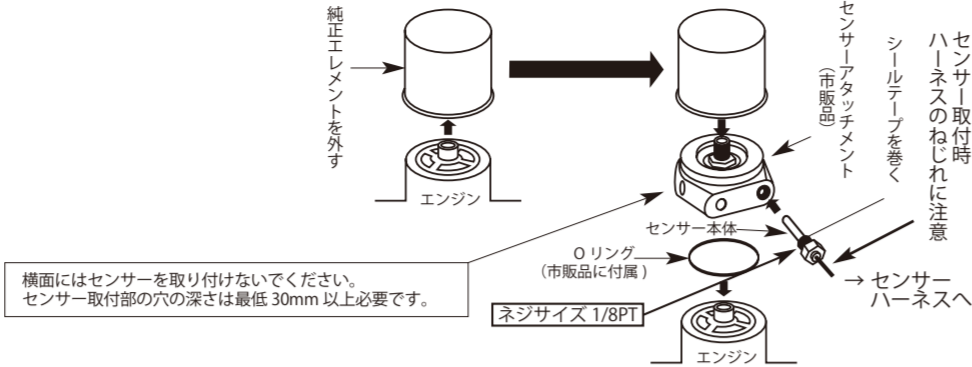 純正エレメントを外す
エンジン
センサーアタッチメント
(市販品)
シールテープを巻く
センサー取付時
ハーネスのねじれに注意
センサー本体
Oリング
(市販品に付属)
→ センサー
ハーネスへ
横面にはセンサーを取り付けないでください。
センサー取付部の穴の深さは最低 30mm 以上必要です。
ネジサイズ 1/8PT
エンジン